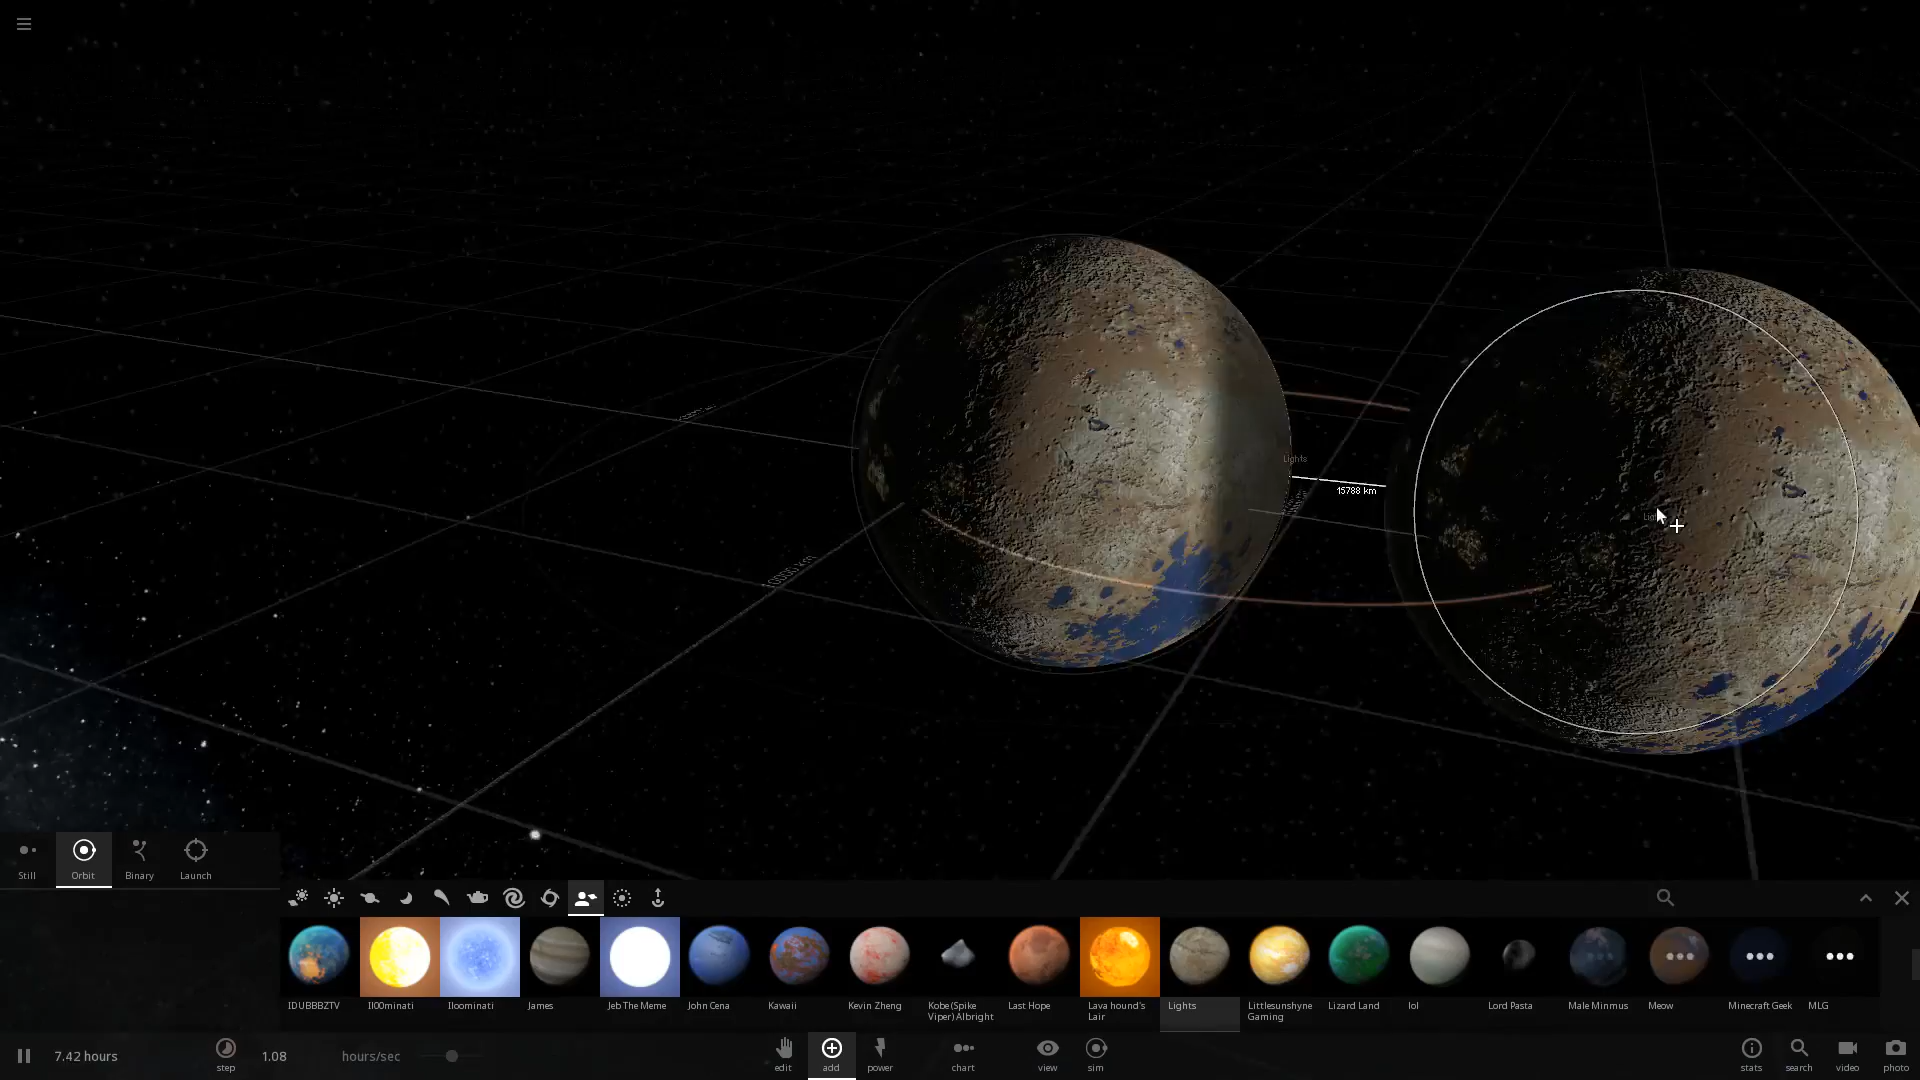 Lights
15788 km
10000 km
Still
Orbit
Binary
Launch
IDUBBBZTV
Il00minati
Iloominati
James
Jeb The Meme
John Cena
Kawaii
Kevin Zheng
Kobe (Spike
Viper) Albright
Last Hope
Lava hound's
Lair
Lights
Littlesunshyne
Gaming
Lizard Land
lol
Lord Pasta
Male Minmus
Meow
Minecraft Geek
MLG
7.42 hours
step
1.08
hours/sec
edit
add
power
chart
view
sim
stats
search
video
photo